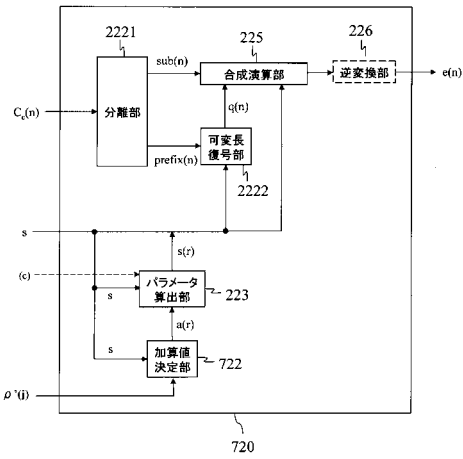 2221
225
226
sub(n)
合成演算部
逆変換部
e(n)
Cₑ(n)
分離部
q(n)
可変長
復号部
prefix(n)
2222
s
s(r)
(c)
パラメータ
算出部
s
223
a(r)
s
加算値
決定部
722
ρ'(j)
720